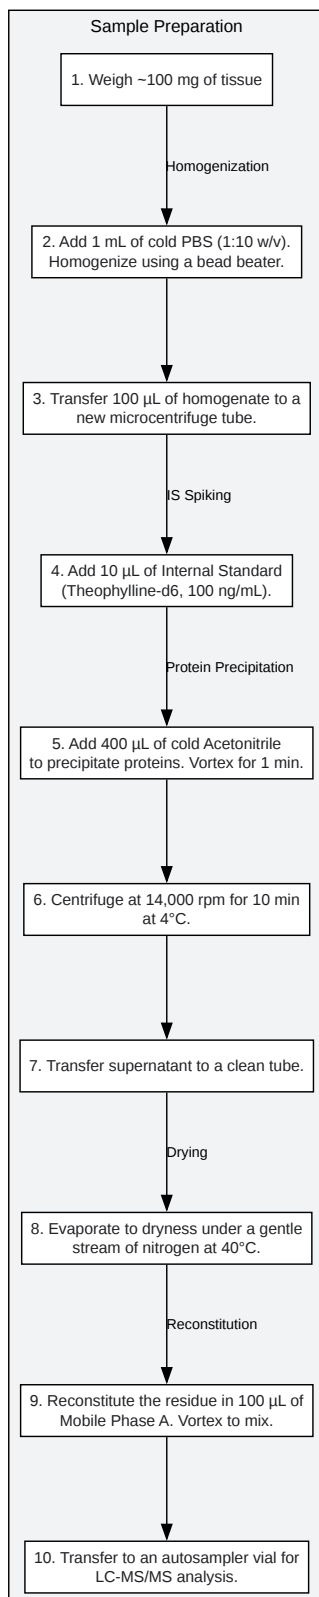 Sample Preparation
1. Weigh ~100 mg of tissue
Homogenization
2. Add 1 mL of cold PBS (1:10 w/v).
Homogenize using a bead beater.
3. Transfer 100 µL of homogenate to a
new microcentrifuge tube.
IS Spiking
4. Add 10 µL of Internal Standard
(Theophylline-d6, 100 ng/mL).
Protein Precipitation
5. Add 400 µL of cold Acetonitrile
to precipitate proteins. Vortex for 1 min.
6. Centrifuge at 14,000 rpm for 10 min
at 4°C.
7. Transfer supernatant to a clean tube.
Drying
8. Evaporate to dryness under a gentle
stream of nitrogen at 40°C.
Reconstitution
9. Reconstitute the residue in 100 µL of
Mobile Phase A. Vortex to mix.
10. Transfer to an autosampler vial for
LC-MS/MS analysis.